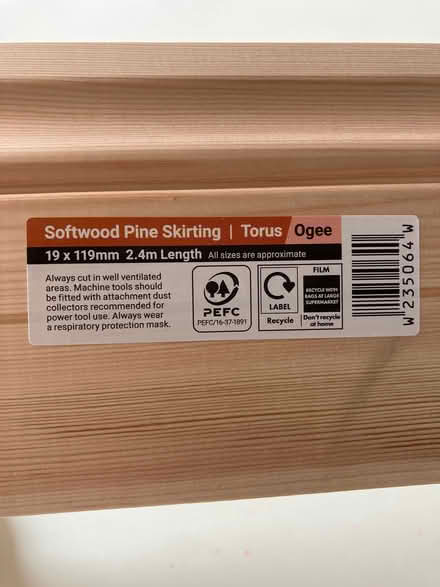 Softwood Pine Skirting | Torus Ogee
19 x 119mm 2.4m Length All sizes are approximate
Always cut in well ventilated
areas. Machine tools should
be fitted with attachment dust
collectors recommended for
power tool use. Always wear
a respiratory protection mask.
PEFC
PEFC/16-37-1891
LABEL
Recycle
FILM
RECYCLE WITH
BAGS AT LARGE
SUPERMARKET
Don't recycle
at home
W235064W